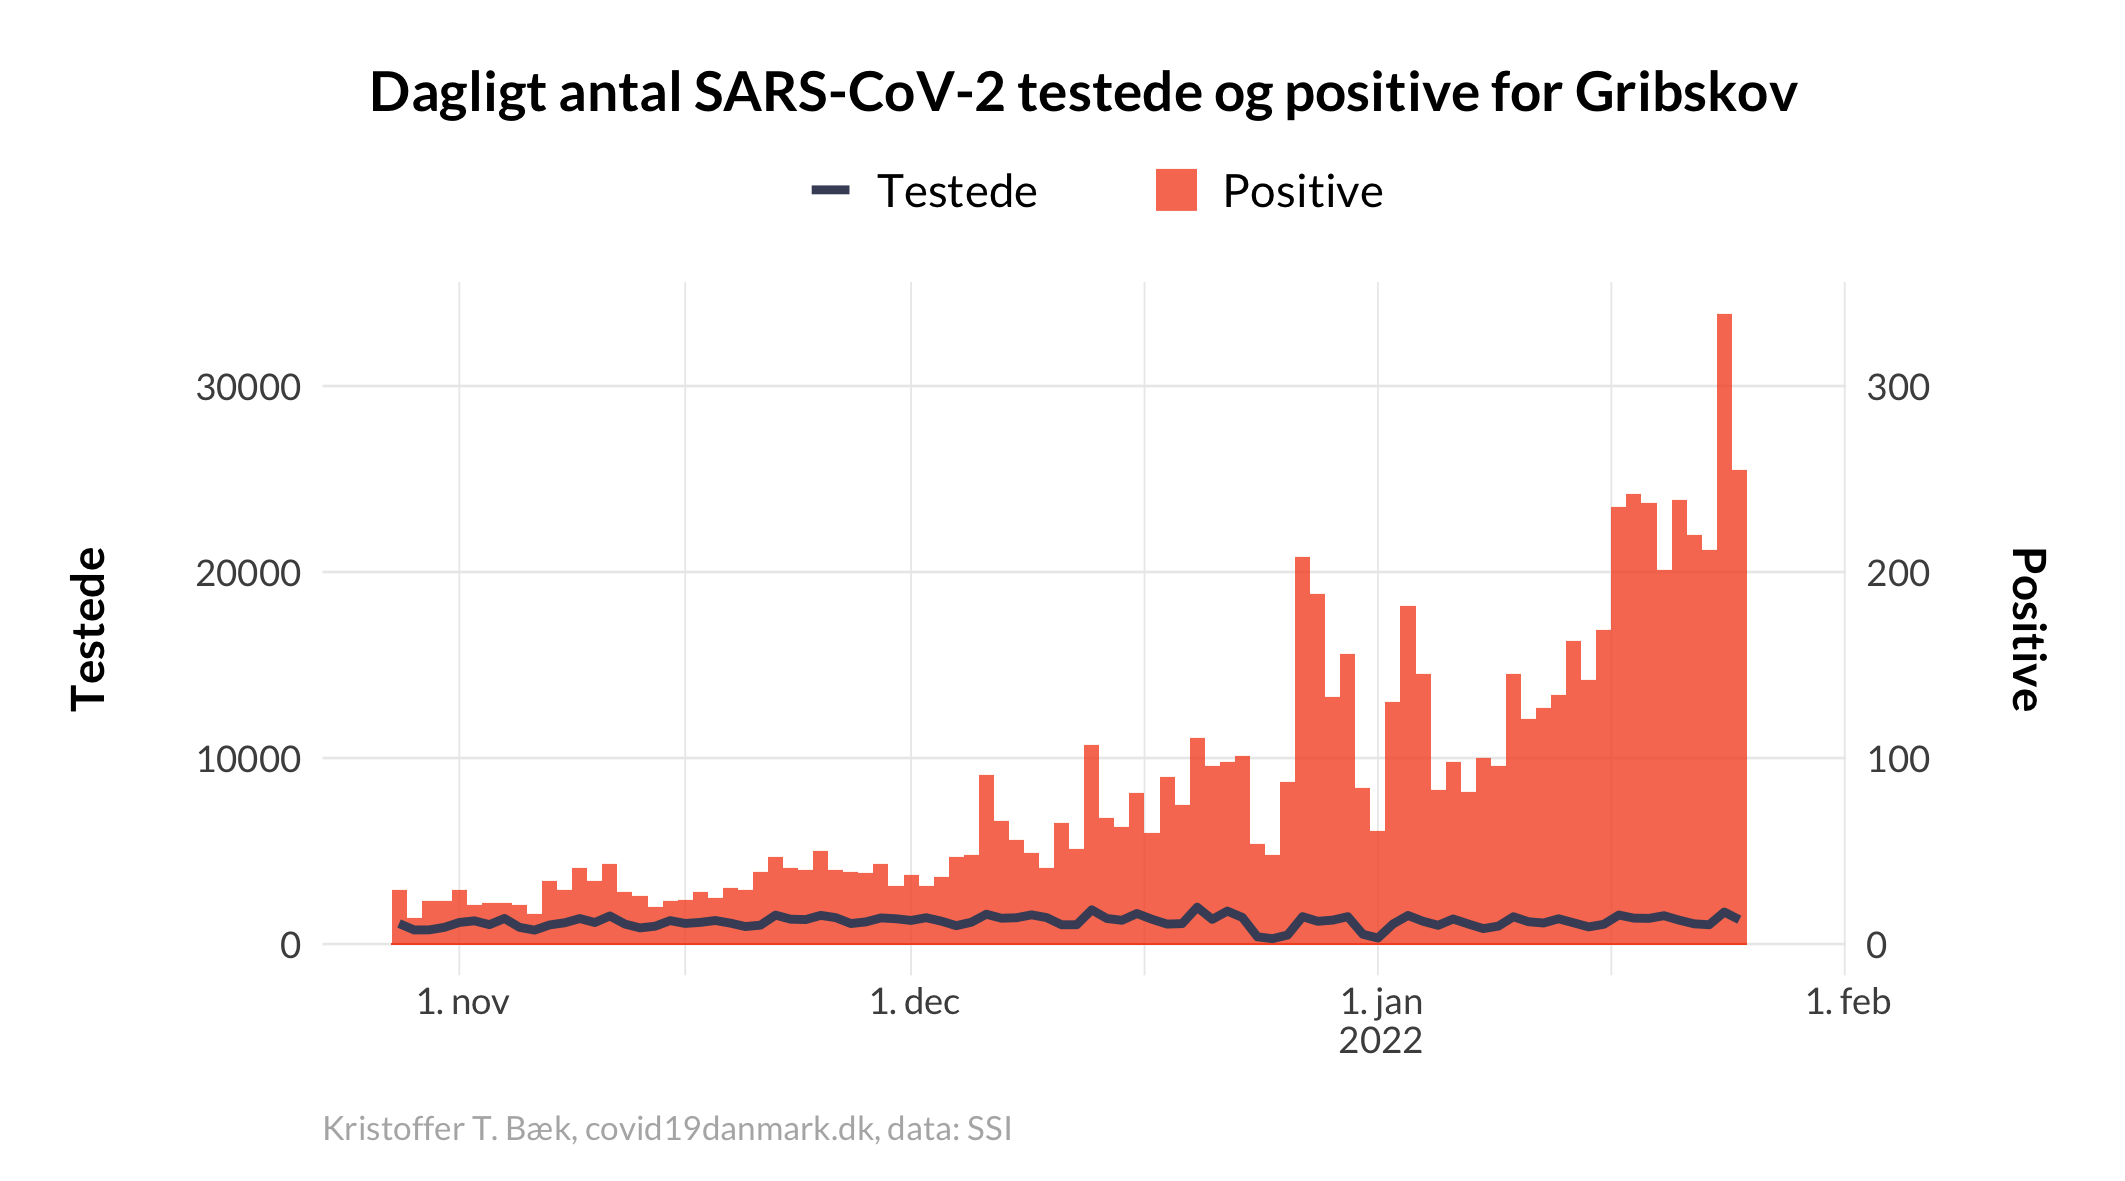 Dagligt antal SARS-CoV-2 testede og positive for Gribskov
Testede
Positive
30000
20000
10000
0
Testede
300
200
100
0
Positive
1. nov
1. dec
1. jan
2022
1. feb
Kristoffer T. Bæk, covid19danmark.dk, data: SSI